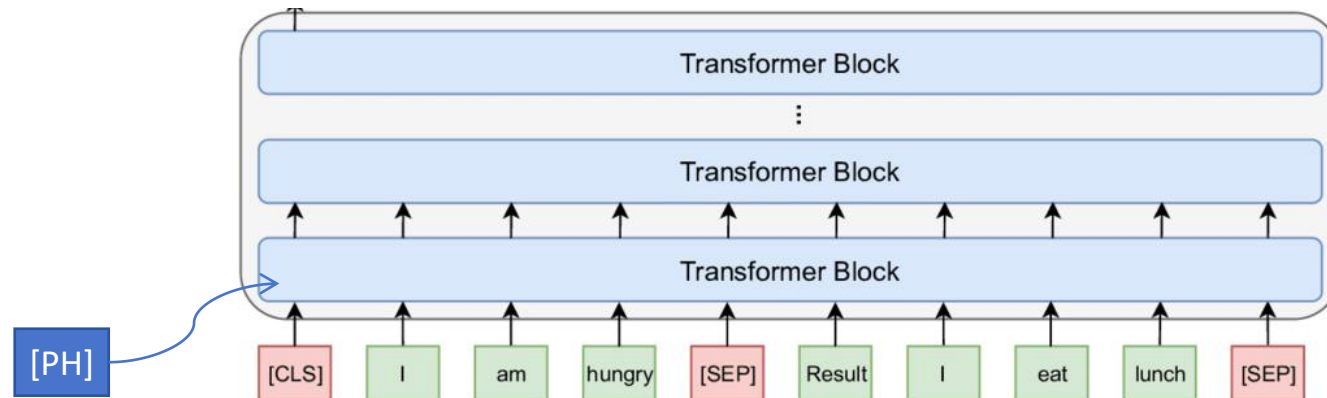 Transformer Block
⋮
Transformer Block
Transformer Block
[PH]
[CLS] I am hungry [SEP] Result I eat lunch [SEP]